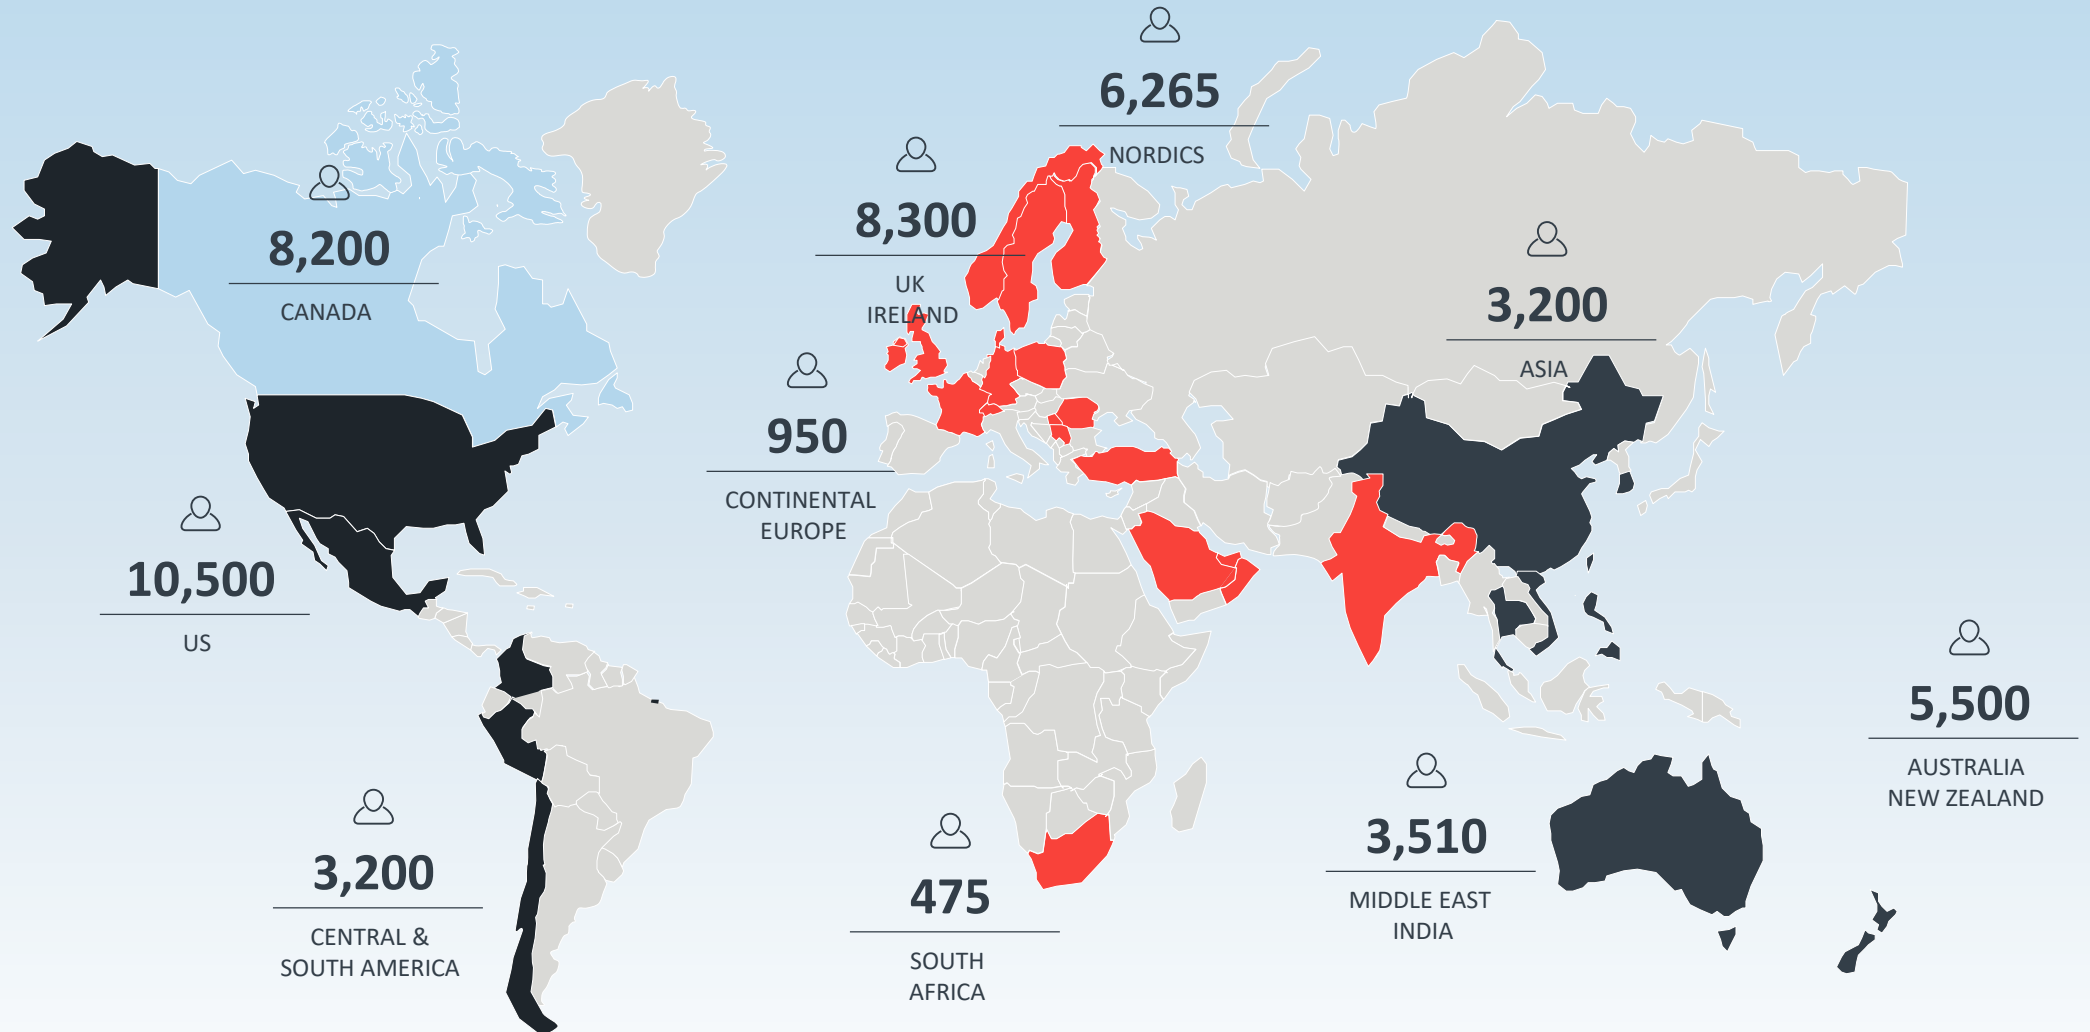 6,265
NORDICS
8,300
UK
IRELAND
8,200
CANADA
3,200
ASIA
950
CONTINENTAL
EUROPE
10,500
US
5,500
AUSTRALIA
NEW ZEALAND
3,510
MIDDLE EAST
INDIA
3,200
CENTRAL &
SOUTH AMERICA
475
SOUTH
AFRICA